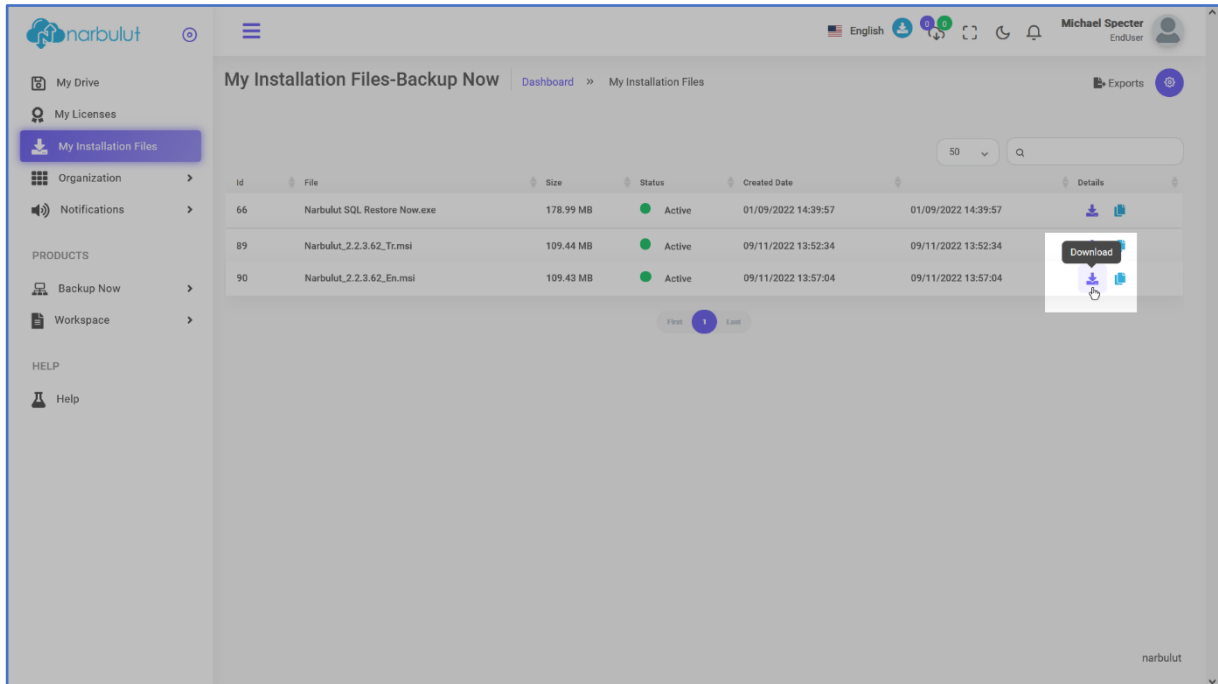 narbulut
English
0
0
Michael Specter
EndUser
My Drive
My Licenses
My Installation Files
Organization
Notifications
PRODUCTS
Backup Now
Workspace
HELP
Help
My Installation Files-Backup Now
Dashboard » My Installation Files
Exports
50
Id File Size Status Created Date Details
66 Narbulut SQL Restore Now.exe 178.99 MB Active 01/09/2022 14:39:57 01/09/2022 14:39:57
89 Narbulut_2.2.3.62_Tr.msi 109.44 MB Active 09/11/2022 13:52:34 09/11/2022 13:52:34
Download
90 Narbulut_2.2.3.62_En.msi 109.43 MB Active 09/11/2022 13:57:04 09/11/2022 13:57:04
First 1 Last
narbulut